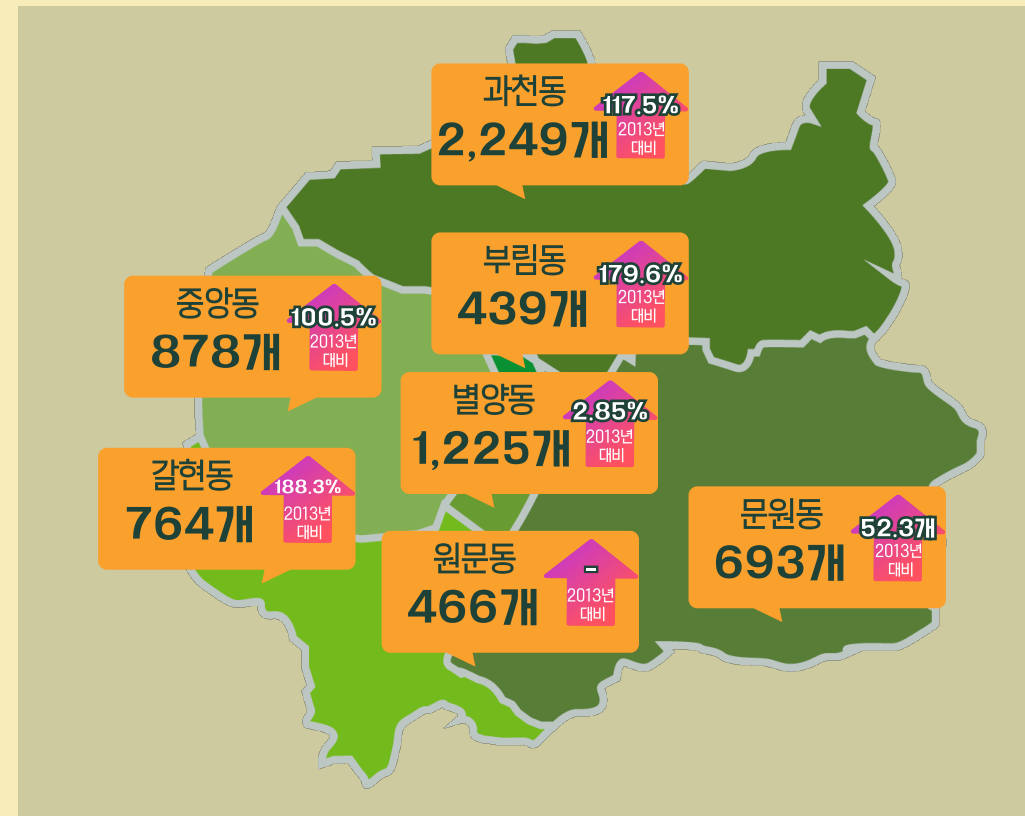 과천동
2,249개
117.5%
2013년
대비
부림동
439개
179.6%
2013년
대비
중앙동
878개
100.5%
2013년
대비
별양동
1,225개
2.85%
2013년
대비
갈현동
764개
188.3%
2013년
대비
문원동
693개
52.3개
2013년
대비
원문동
466개
-
2013년
대비